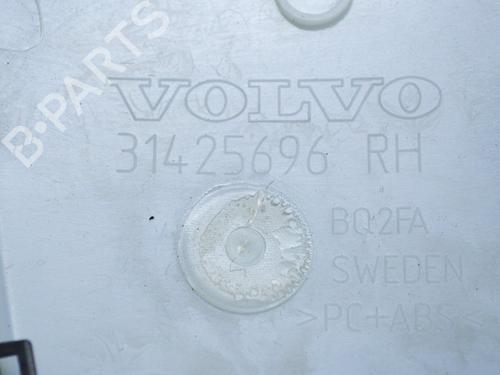 B-PARTS
VOLVO
31425696 RH
BQ2FA
SWEDEN
>PC+ABS<